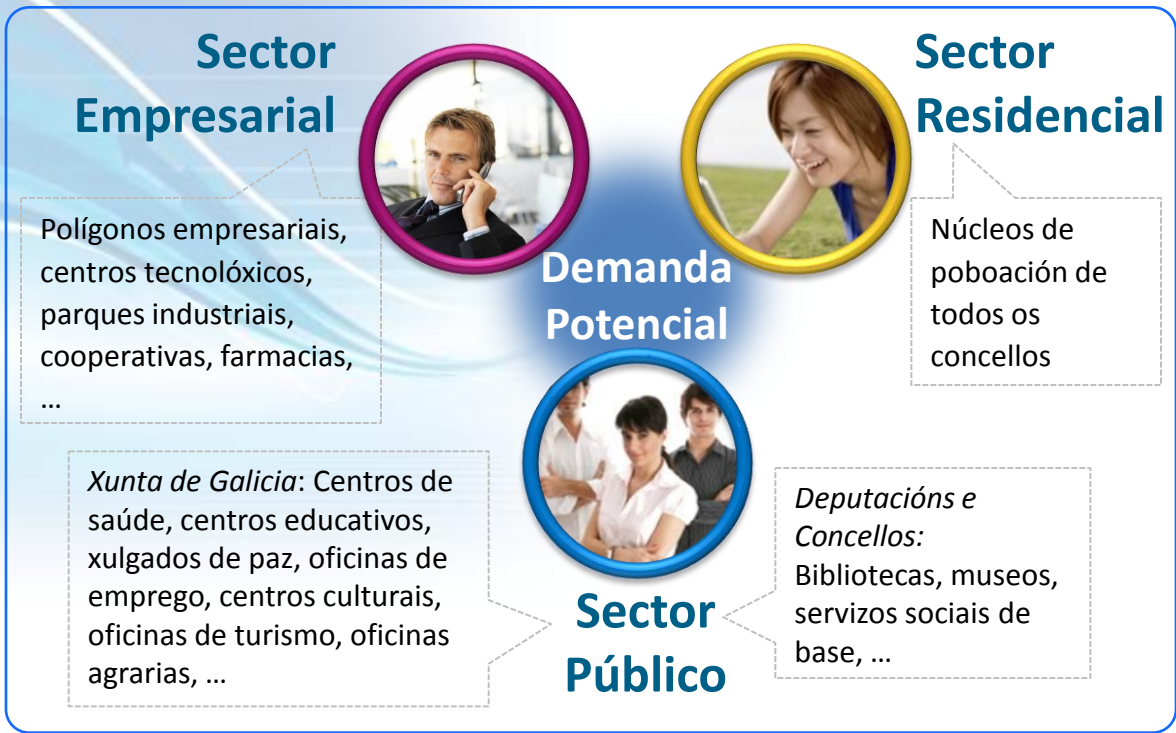 Sector
Empresarial
Sector
Residencial
Polígonos empresariais,
centros tecnolóxicos,
parques industriais,
cooperativas, farmacias,
...
Núcleos de
poboación de
todos os
concellos
Demanda
Potencial
Xunta de Galicia: Centros de
saúde, centros educativos,
xulgados de paz, oficinas de
emprego, centros culturais,
oficinas de turismo, oficinas
agrarias, ...
Deputacións e
Concellos:
Bibliotecas, museos,
servizos sociais de
base, ...
Sector
Público